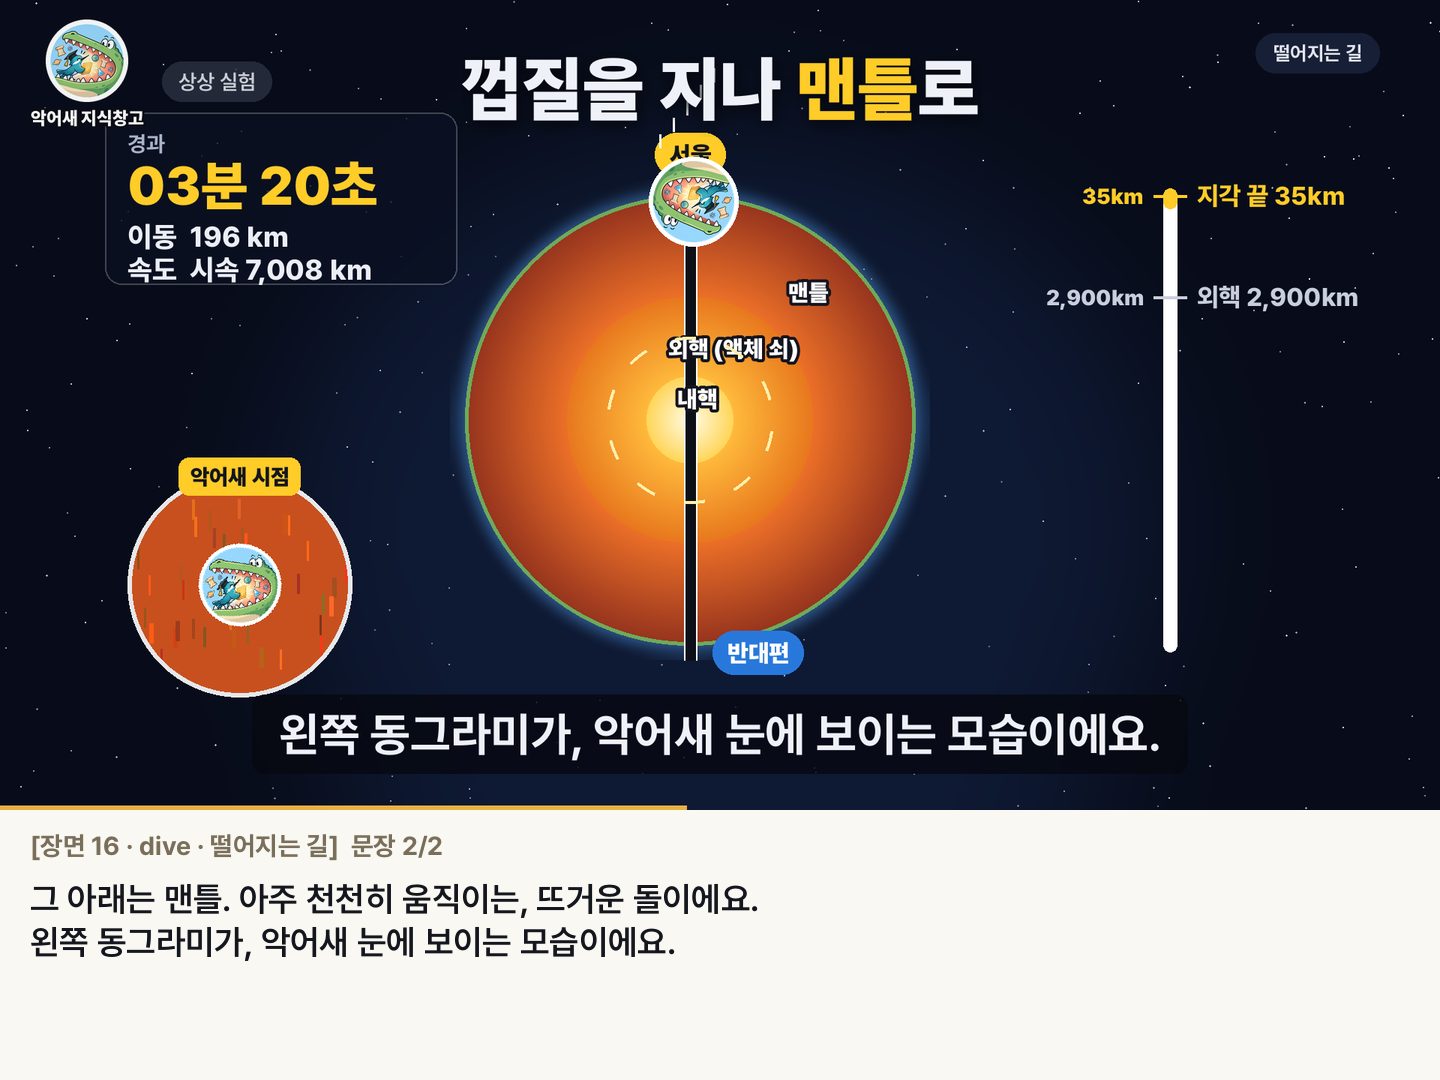 악어새 지식창고
상상 실험
껍질을 지나 맨틀로
떨어지는 길
경과
03분 20초
이동 196 km
속도 시속 7,008 km
서울
맨틀
외핵 (액체 쇠)
내핵
반대편
35km 지각 끝 35km
2,900km 외핵 2,900km
악어새 시점
왼쪽 동그라미가, 악어새 눈에 보이는 모습이에요.
[장면 16 · dive · 떨어지는 길] 문장 2/2
그 아래는 맨틀. 아주 천천히 움직이는, 뜨거운 돌이에요.
왼쪽 동그라미가, 악어새 눈에 보이는 모습이에요.